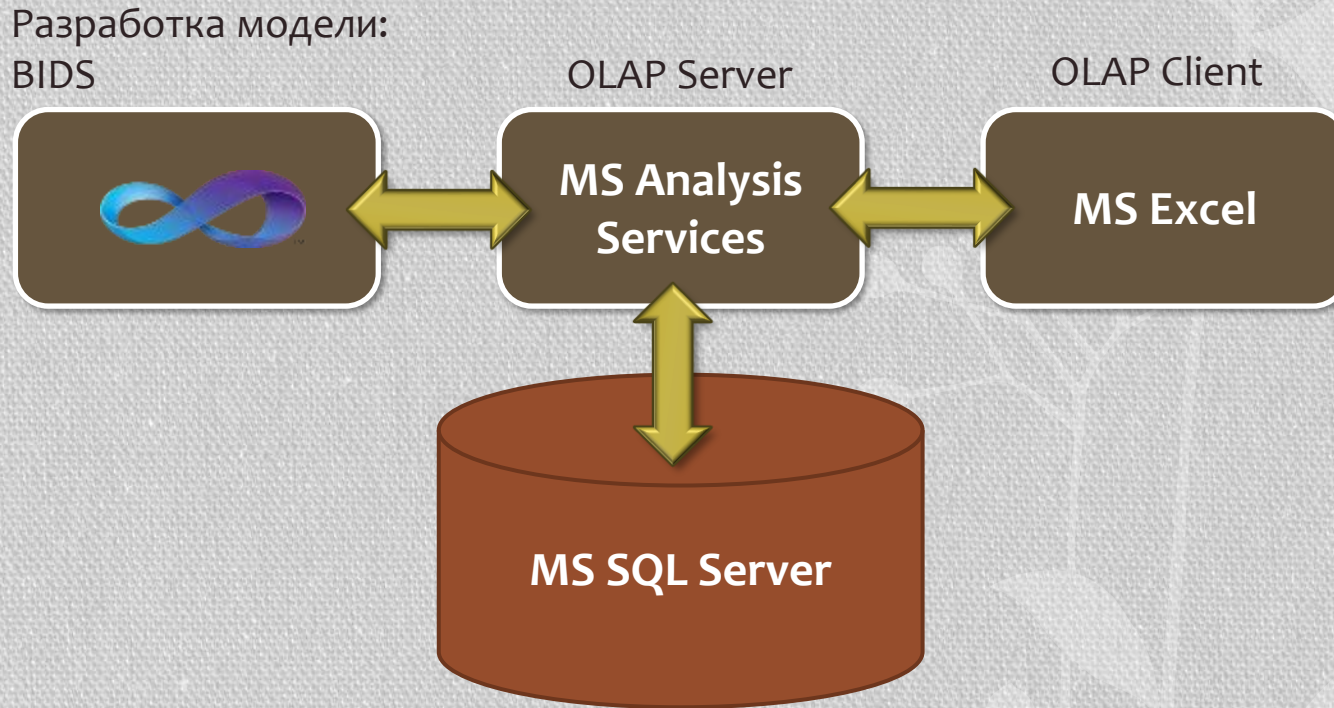 Разработка модели:
BIDS
OLAP Server
OLAP Client
MS Analysis
Services
MS Excel
MS SQL Server